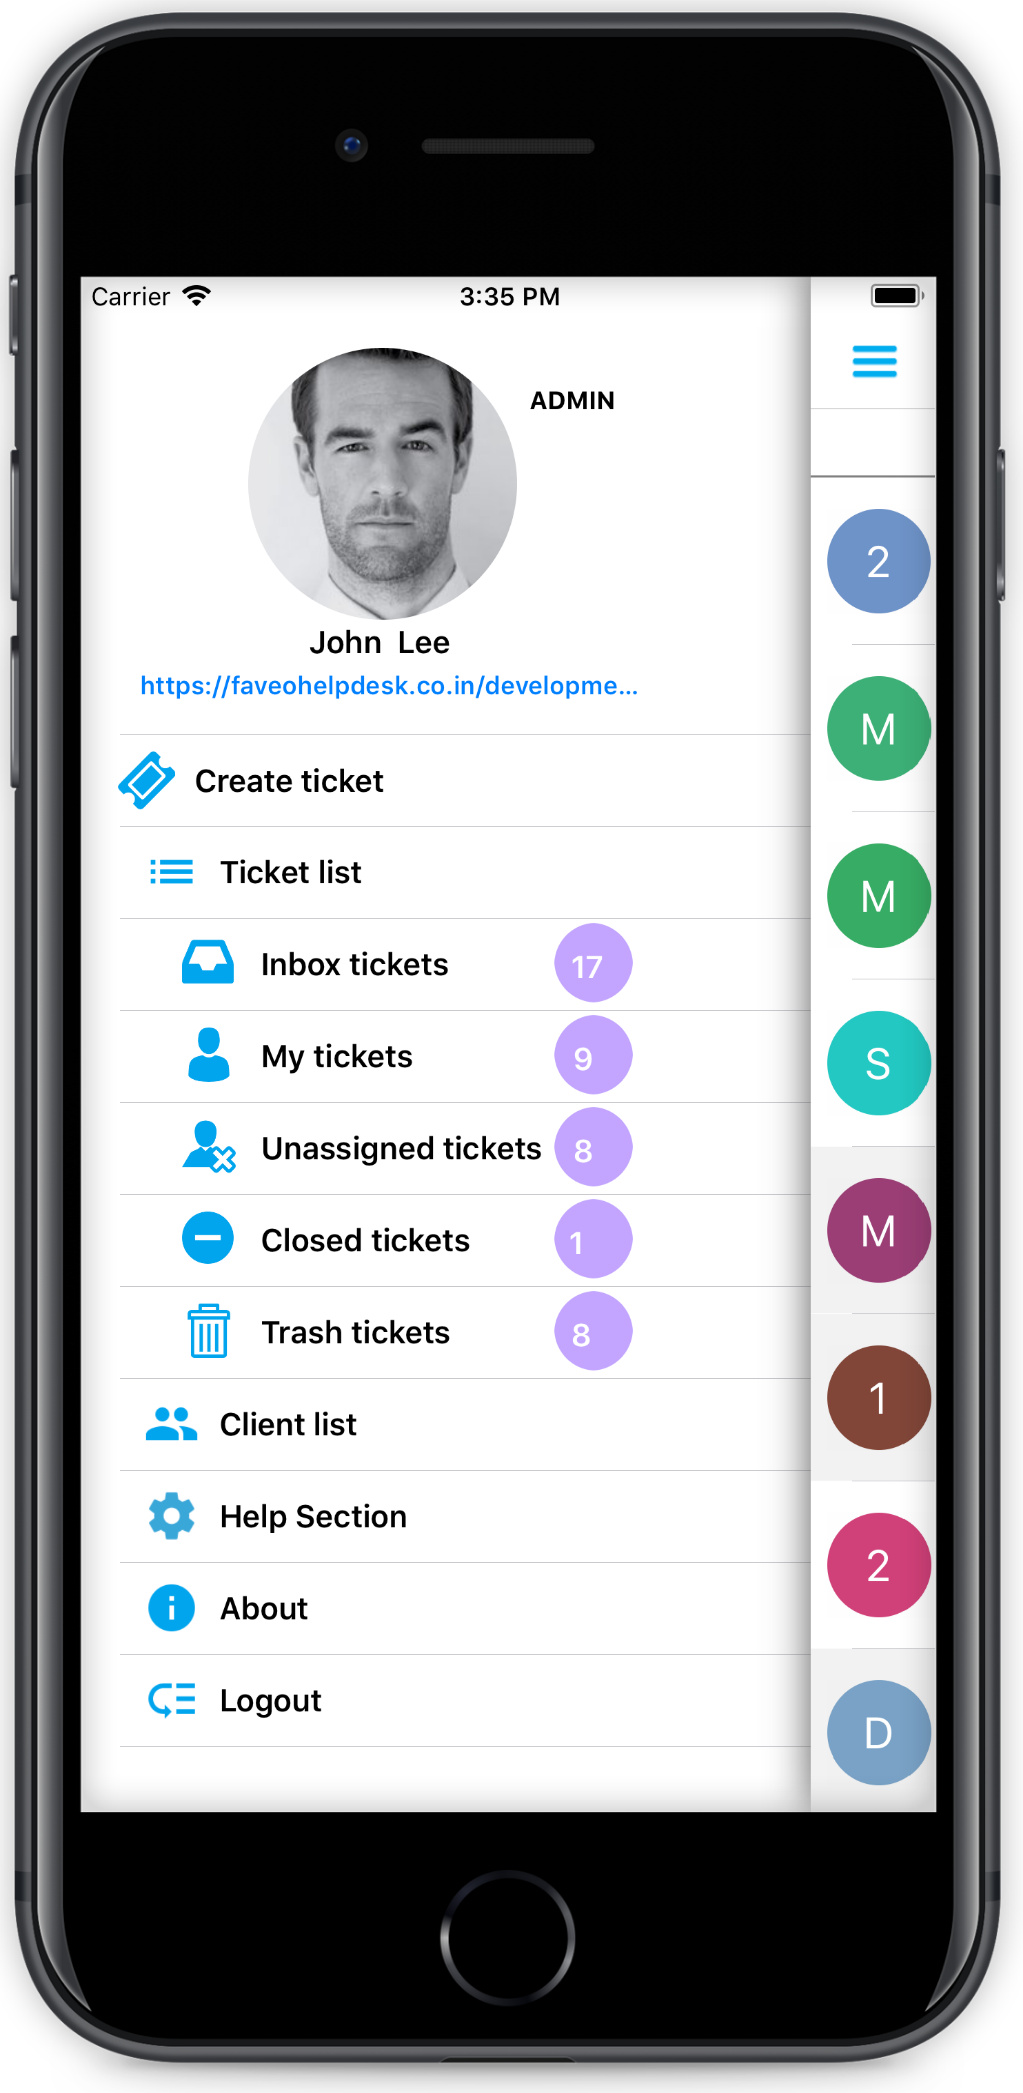 Carrier 3:35 PM
ADMIN
John Lee
https://faveohelpdesk.co.in/developme...
Create ticket
Ticket list
Inbox tickets 17
My tickets 9
Unassigned tickets 8
Closed tickets 1
Trash tickets 8
Client list
Help Section
About
Logout
2
M
M
S
M
1
2
D